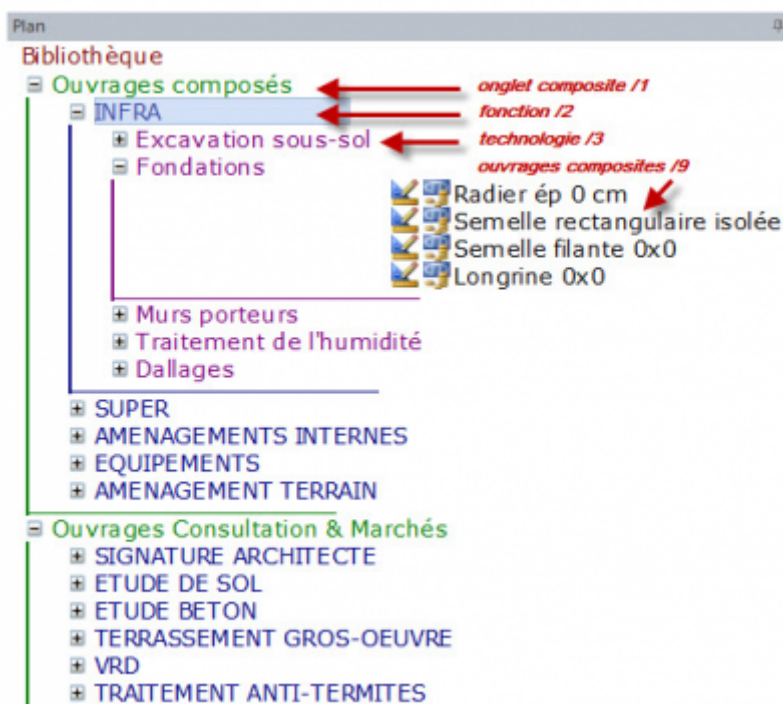 Plan
Bibliothèque
Ouvrages composés
onglet composite /1
INFRA
fonction /2
Excavation sous-sol
technologie /3
Fondations
ouvrages composites /9
Radier ép 0 cm
Semelle rectangulaire isolée
Semelle filante 0x0
Longrine 0x0
Murs porteurs
Traitement de l'humidité
Dallages
SUPER
AMENAGEMENTS INTERNES
EQUIPEMENTS
AMENAGEMENT TERRAIN
Ouvrages Consultation & Marchés
SIGNATURE ARCHITECTE
ETUDE DE SOL
ETUDE BETON
TERRASSEMENT GROS-OEUVRE
VRD
TRAITEMENT ANTI-TERMITES